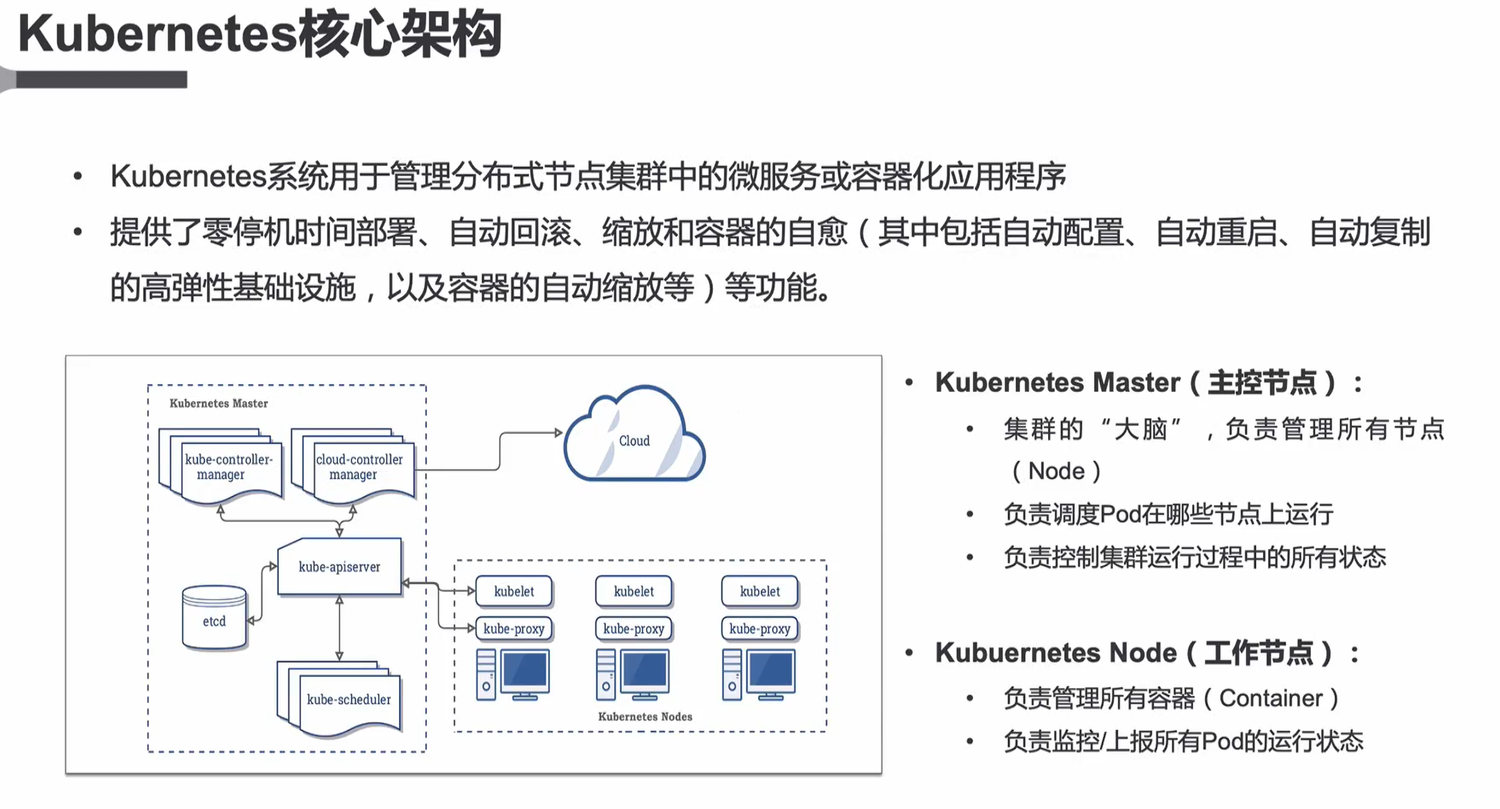 Kubernetes核心架构
• Kubernetes系统用于管理分布式节点集群中的微服务或容器化应用程序
• 提供了零停机时间部署、自动回滚、缩放和容器的自愈（其中包括自动配置、自动重启、自动复制
的高弹性基础设施，以及容器的自动缩放等）等功能。
Kubernetes Master
kube-controller-
manager
cloud-controller
manager
Cloud
kube-apiserver
etcd
kube-scheduler
kubelet
kubelet
kubelet
kube-proxy
kube-proxy
kube-proxy
Kubernetes Nodes
• Kubernetes Master（主控节点）：
• 集群的“大脑”，负责管理所有节点
（Node）
• 负责调度Pod在哪些节点上运行
• 负责控制集群运行过程中的所有状态
• Kubuernetes Node（工作节点）：
• 负责管理所有容器（Container）
• 负责监控/上报所有Pod的运行状态